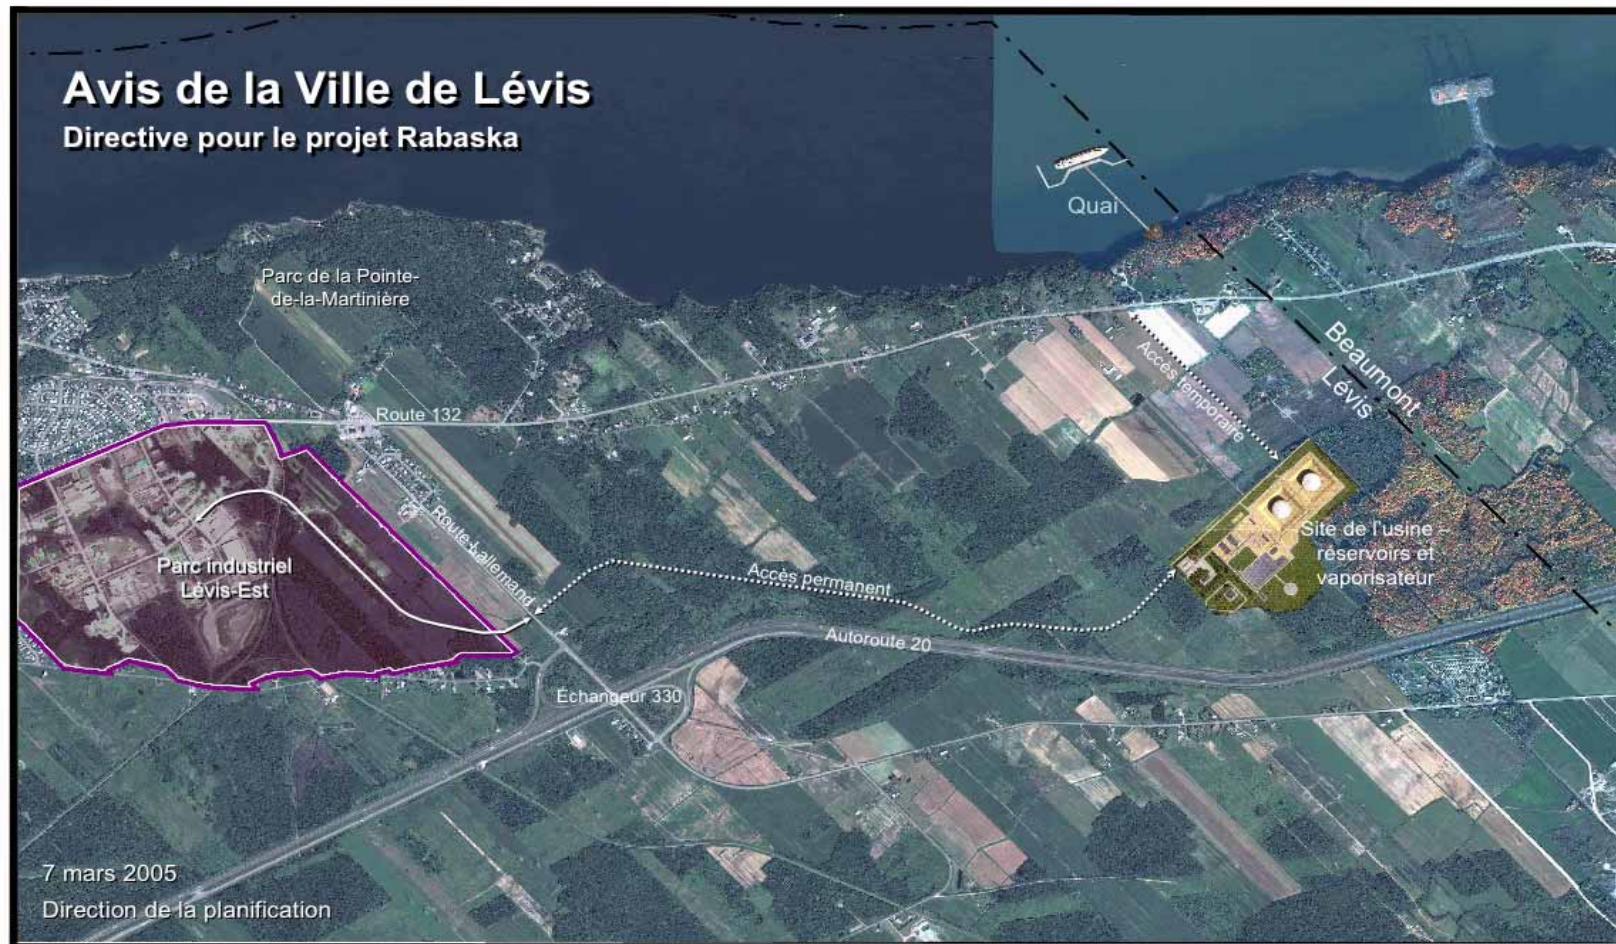 Avis de la Ville de Lévis
Directive pour le projet Rabaska
Quai
Parc de la Pointe-
de-la-Martinière
Beaumont
Lévis
Accès temporaire
Route 132
Route Lallemand
Site de l'usine –
réservoirs et
vaporisateur
Parc industriel
Lévis-Est
Accès permanent
Autoroute 20
Échangeur 330
7 mars 2005
Direction de la planification